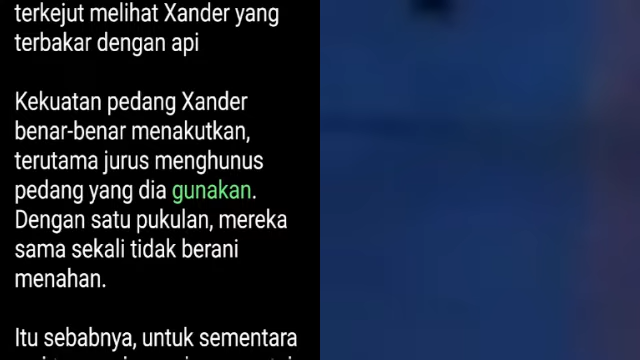 terkejut melihat Xander yang
terbakar dengan api
Kekuatan pedang Xander
benar-benar menakutkan,
terutama jurus menghunus
pedang yang dia gunakan.
Dengan satu pukulan, mereka
sama sekali tidak berani
menahan.
Itu sebabnya, untuk sementara